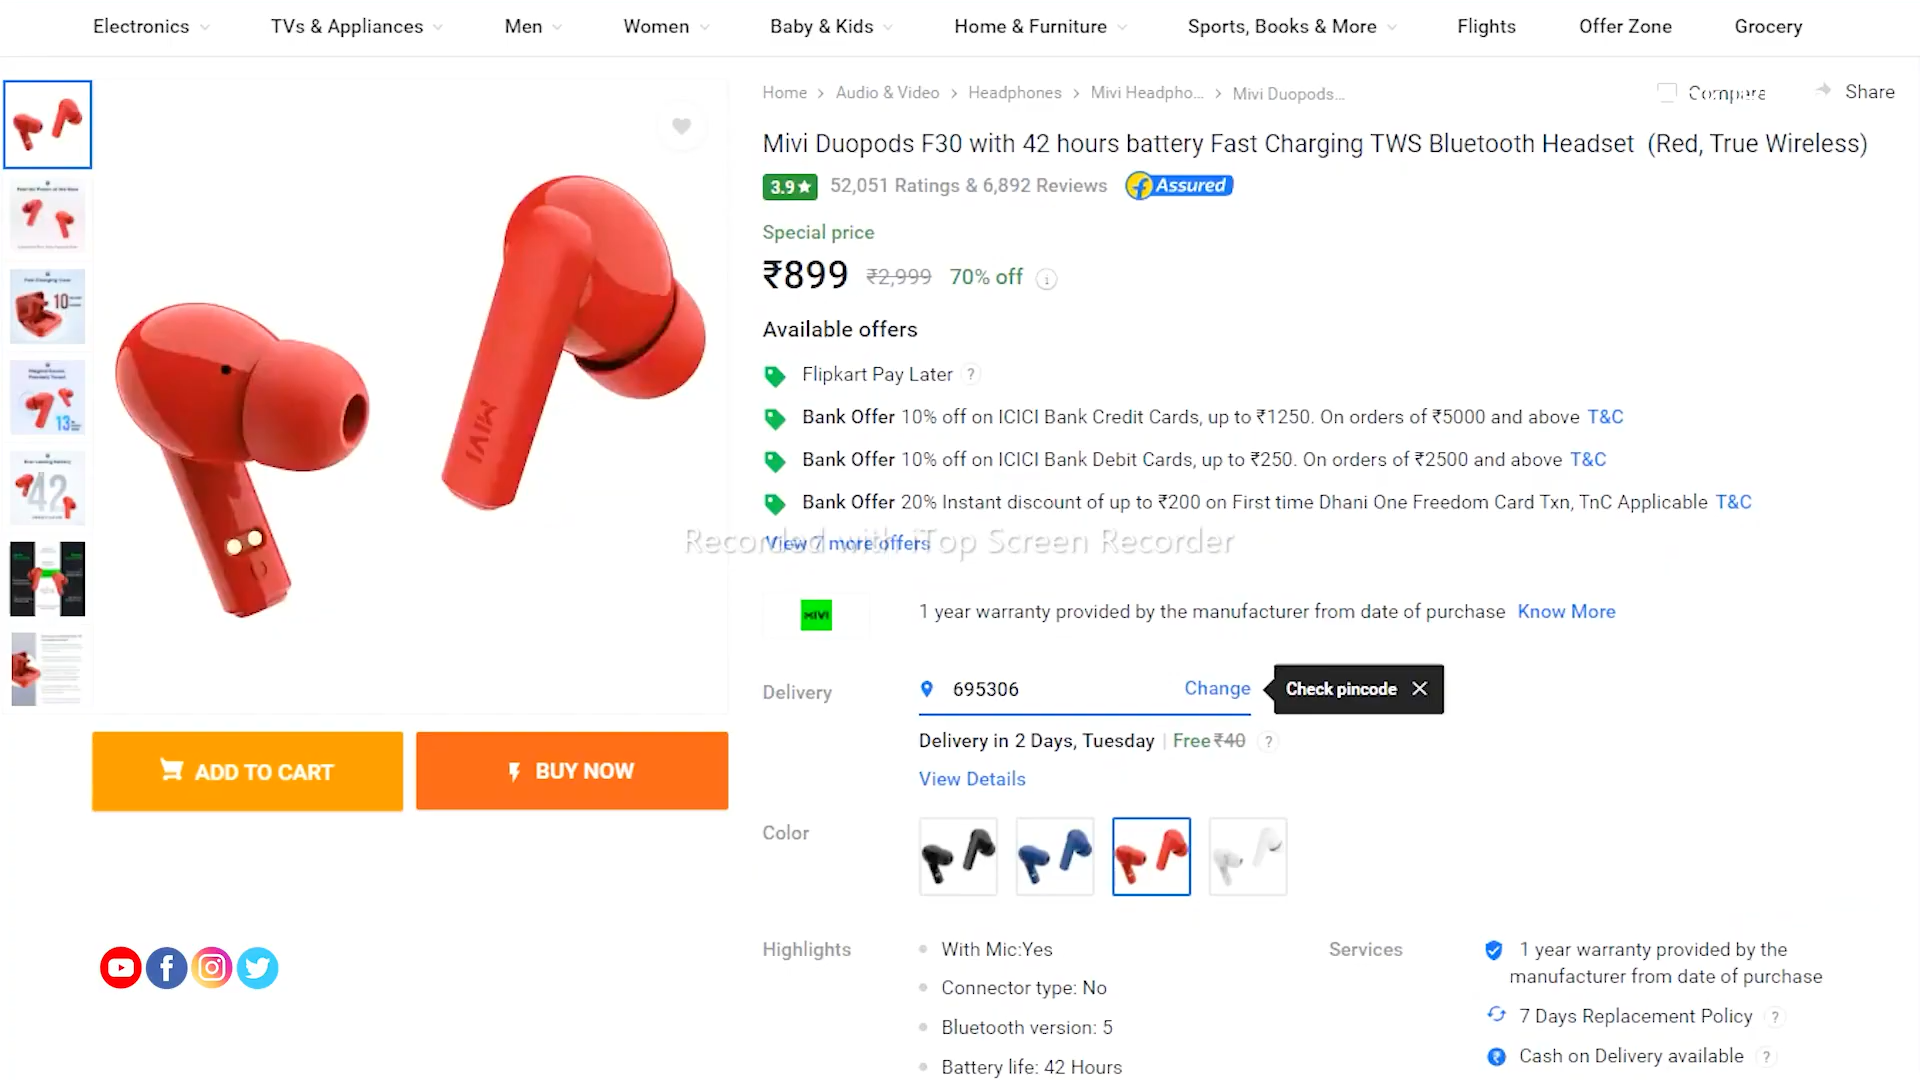 Electronics TVs & Appliances Men Women Baby & Kids Home & Furniture Sports, Books & More Flights Offer Zone Grocery
Home > Audio & Video > Headphones > Mivi Headpho... > Mivi Duopods...
Compare Share
Mivi Duopods F30 with 42 hours battery Fast Charging TWS Bluetooth Headset (Red, True Wireless)
3.9★ 52,051 Ratings & 6,892 Reviews Assured
Special price
₹899 ₹2,999 70% off i
Available offers
Flipkart Pay Later ?
Bank Offer 10% off on ICICI Bank Credit Cards, up to ₹1250. On orders of ₹5000 and above T&C
Bank Offer 10% off on ICICI Bank Debit Cards, up to ₹250. On orders of ₹2500 and above T&C
Bank Offer 20% Instant discount of up to ₹200 on First time Dhani One Freedom Card Txn, TnC Applicable T&C
View 7 more offers
Recorded with iTop Screen Recorder
MIVI
10
13
42
MIVI 1 year warranty provided by the manufacturer from date of purchase Know More
Delivery 695306 Change Check pincode ✕
Delivery in 2 Days, Tuesday | Free ₹40 ?
View Details
ADD TO CART BUY NOW
Color
Highlights
With Mic:Yes
Connector type: No
Bluetooth version: 5
Battery life: 42 Hours
Services
1 year warranty provided by the
manufacturer from date of purchase
7 Days Replacement Policy ?
Cash on Delivery available ?